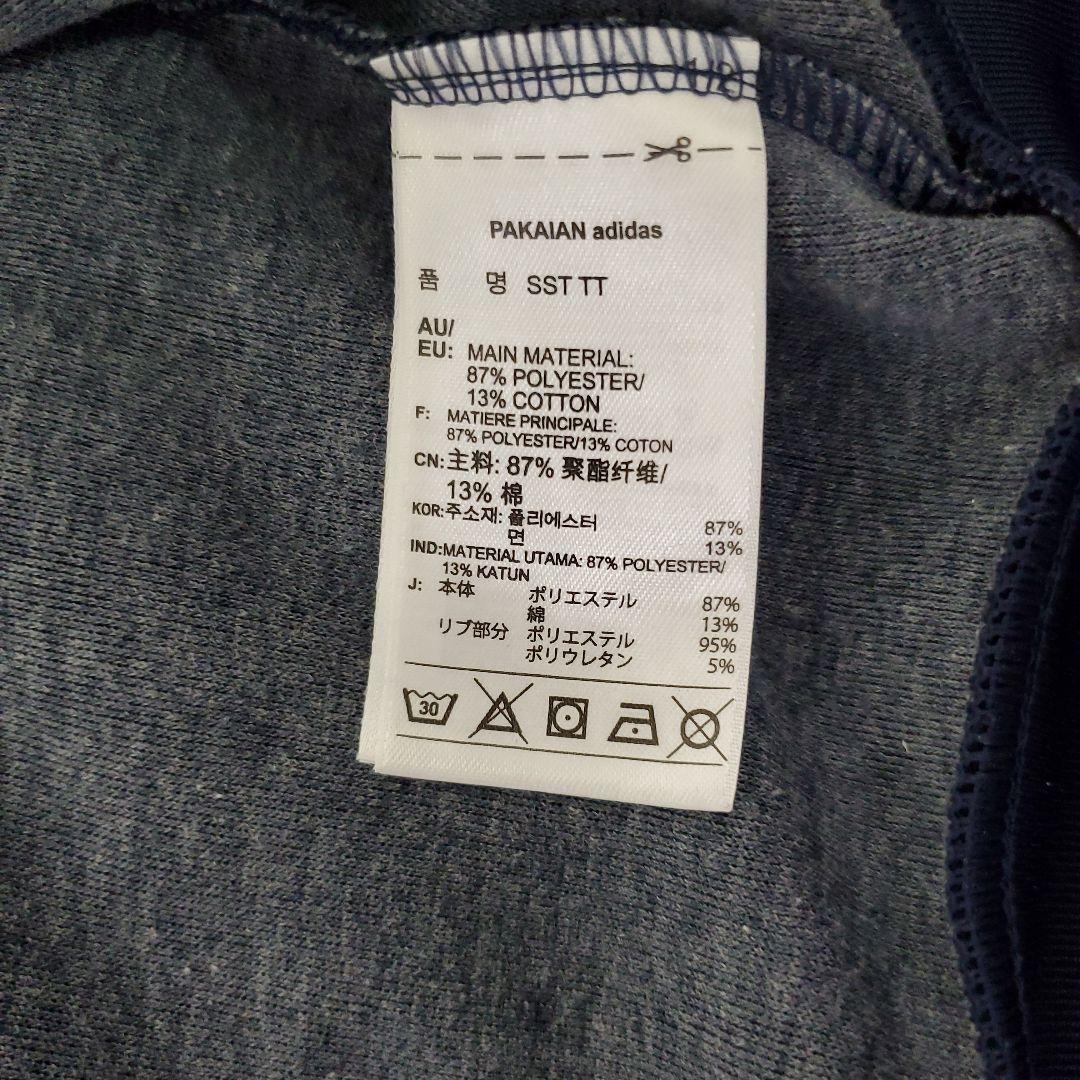 1/2
PAKAIAN adidas
품 명 SST TT
AU/
EU: MAIN MATERIAL:
87% POLYESTER/
13% COTTON
F: MATIERE PRINCIPALE:
87% POLYESTER/13% COTON
CN:主料: 87% 聚酯纤维/
13% 棉
KOR:주소재: 폴리에스터 87%
면 13%
IND:MATERIAL UTAMA: 87% POLYESTER/
13% KATUN
J: 本体 ポリエステル 87%
綿 13%
リブ部分 ポリエステル 95%
ポリウレタン 5%
30